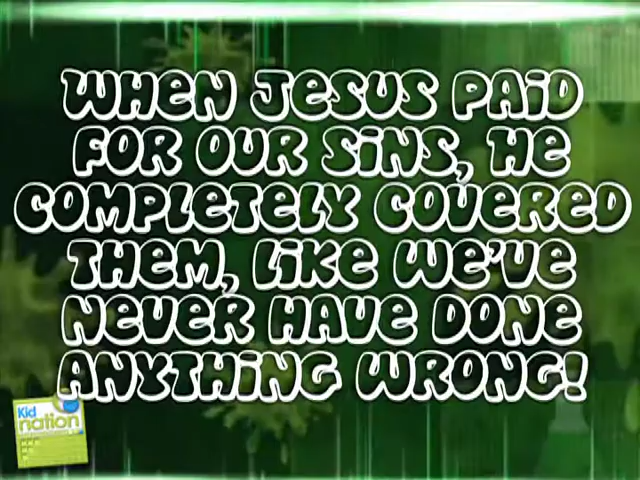 WHEN JESUS PAID
FOR OUR SINS, HE
COMPLETELY COVERED
THEM, LIKE WE'VE
NEVER HAVE DONE
ANYTHING WRONG!
Kid
nation